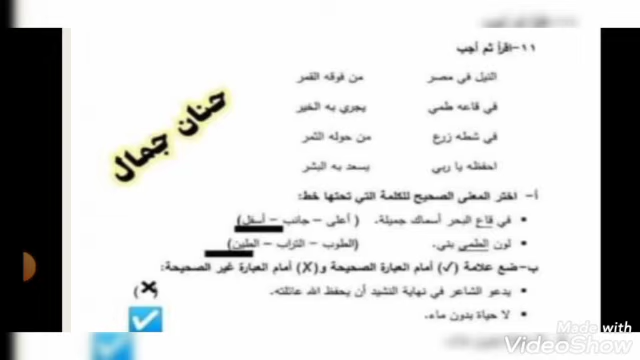 ١١-اقرأ ثم أجب
النيل في مصر من فوقه القمر
في قاعه طمي يجري به الخير
في شطه زرع من حوله الثمر
احفظه يا ربي يسعد به البشر
حنان جمال
أ- اختر المعنى الصحيح للكلمة التي تحتها خط:
في قاع البحر أسماك جميلة. (أعلى – جانب – أسفل)
لون الطمي بني. (الطوب – التراب – الطين)
ب-ضع علامة (✓) أمام العبارة الصحيحة و(X) أمام العبارة غير الصحيحة:
يدعو الشاعر في نهاية النشيد أن يحفظ الله عائلته. (×)
لا حياة بدون ماء. ✓
Made with
VideoShow